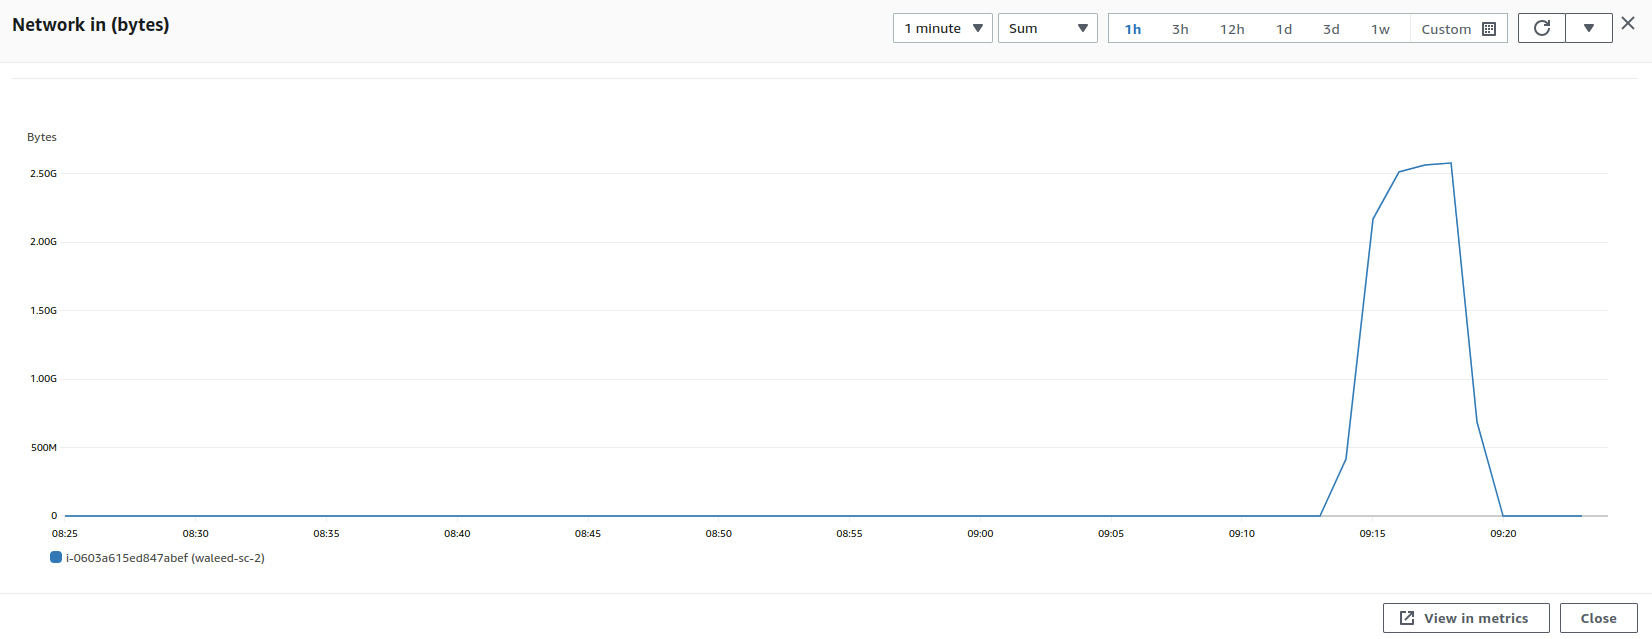 Network in (bytes)
1 minute
Sum
1h 3h 12h 1d 3d 1w Custom
Bytes
2.50G
2.00G
1.50G
1.00G
500M
0
08:25 08:30 08:35 08:40 08:45 08:50 08:55 09:00 09:05 09:10 09:15 09:20
i-0603a615ed847abef (waleed-sc-2)
View in metrics
Close